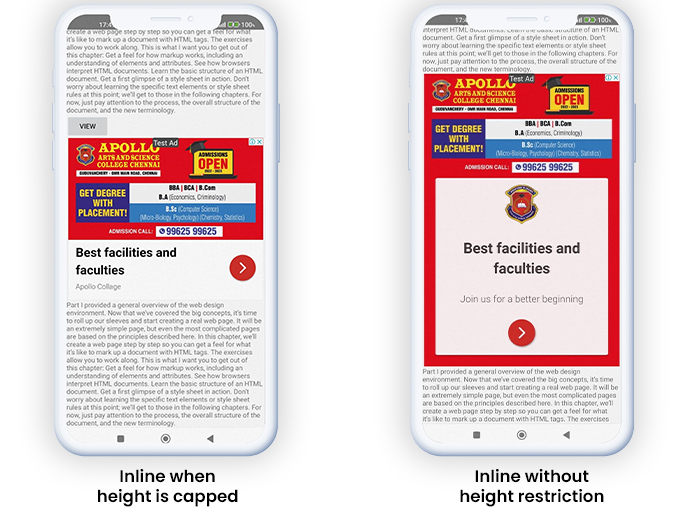 17:4
100%
create a web page step by step so you can get a feel for what
it's like to mark up a document with HTML tags. The exercises
allow you to work along. This is what I want you to get out of
this chapter: Get a feel for how markup works, including an
understanding of elements and attributes. See how browsers
interpret HTML documents. Learn the basic structure of an HTML
document. Get a first glimpse of a style sheet in action. Don't
worry about learning the specific text elements or style sheet
rules at this point; we'll get to those in the following chapters. For
now, just pay attention to the process, the overall structure of the
document, and the new terminology.
VIEW
Test Ad
APOLLO
ARTS AND SCIENCE
COLLEGE CHENNAI
GUDUVANCHERY - OMR MAIN ROAD, CHENNAI
ADMISSIONS
OPEN
2022 - 2023
GET DEGREE
WITH
PLACEMENT!
BBA | BCA | B.Com
B.A (Economics, Criminology)
B.Sc (Computer Science)
(Micro-Biology, Psychology) (Chemistry, Statistics)
ADMISSION CALL: 99625 99625
Best facilities and
faculties
Apollo Collage
Part I provided a general overview of the web design
environment. Now that we've covered the big concepts, it's time
to roll up our sleeves and start creating a real web page. It will be
an extremely simple page, but even the most complicated pages
are based on the principles described here. In this chapter, we'll
create a web page step by step so you can get a feel for what
it's like to mark up a document with HTML tags. The exercises
allow you to work along. This is what I want you to get out of
this chapter: Get a feel for how markup works, including an
understanding of elements and attributes. See how browsers
interpret HTML documents. Learn the basic structure of an HTML
document. Get a first glimpse of a style sheet in action. Don't
worry about learning the specific text elements or style sheet
rules at this point; we'll get to those in the following chapters. For
now, just pay attention to the process, the overall structure of the
document, and the new terminology.
Inline when
height is capped
17:4
100%
interpret HTML documents. Learn the basic structure of an HTML
document. Get a first glimpse of a style sheet in action. Don't
worry about learning the specific text elements or style sheet
rules at this point; we'll get to those in the following chapters. For
now, just pay attention to the process, the overall structure of the
document, and the new terminology.
Test Ad
APOLLO
ARTS AND SCIENCE
COLLEGE CHENNAI
GUDUVANCHERY - OMR MAIN ROAD, CHENNAI
ADMISSIONS
OPEN
2022 - 2023
GET DEGREE
WITH
PLACEMENT!
BBA | BCA | B.Com
B.A (Economics, Criminology)
B.Sc (Computer Science)
(Micro-Biology, Psychology) (Chemistry, Statistics)
ADMISSION CALL: 99625 99625
Best facilities and
faculties
Join us for a better beginning
Part I provided a general overview of the web design
environment. Now that we've covered the big concepts, it's time
to roll up our sleeves and start creating a real web page. It will be
an extremely simple page, but even the most complicated pages
are based on the principles described here. In this chapter, we'll
create a web page step by step so you can get a feel for what
it's like to mark up a document with HTML tags. The exercises
Inline without
height restriction